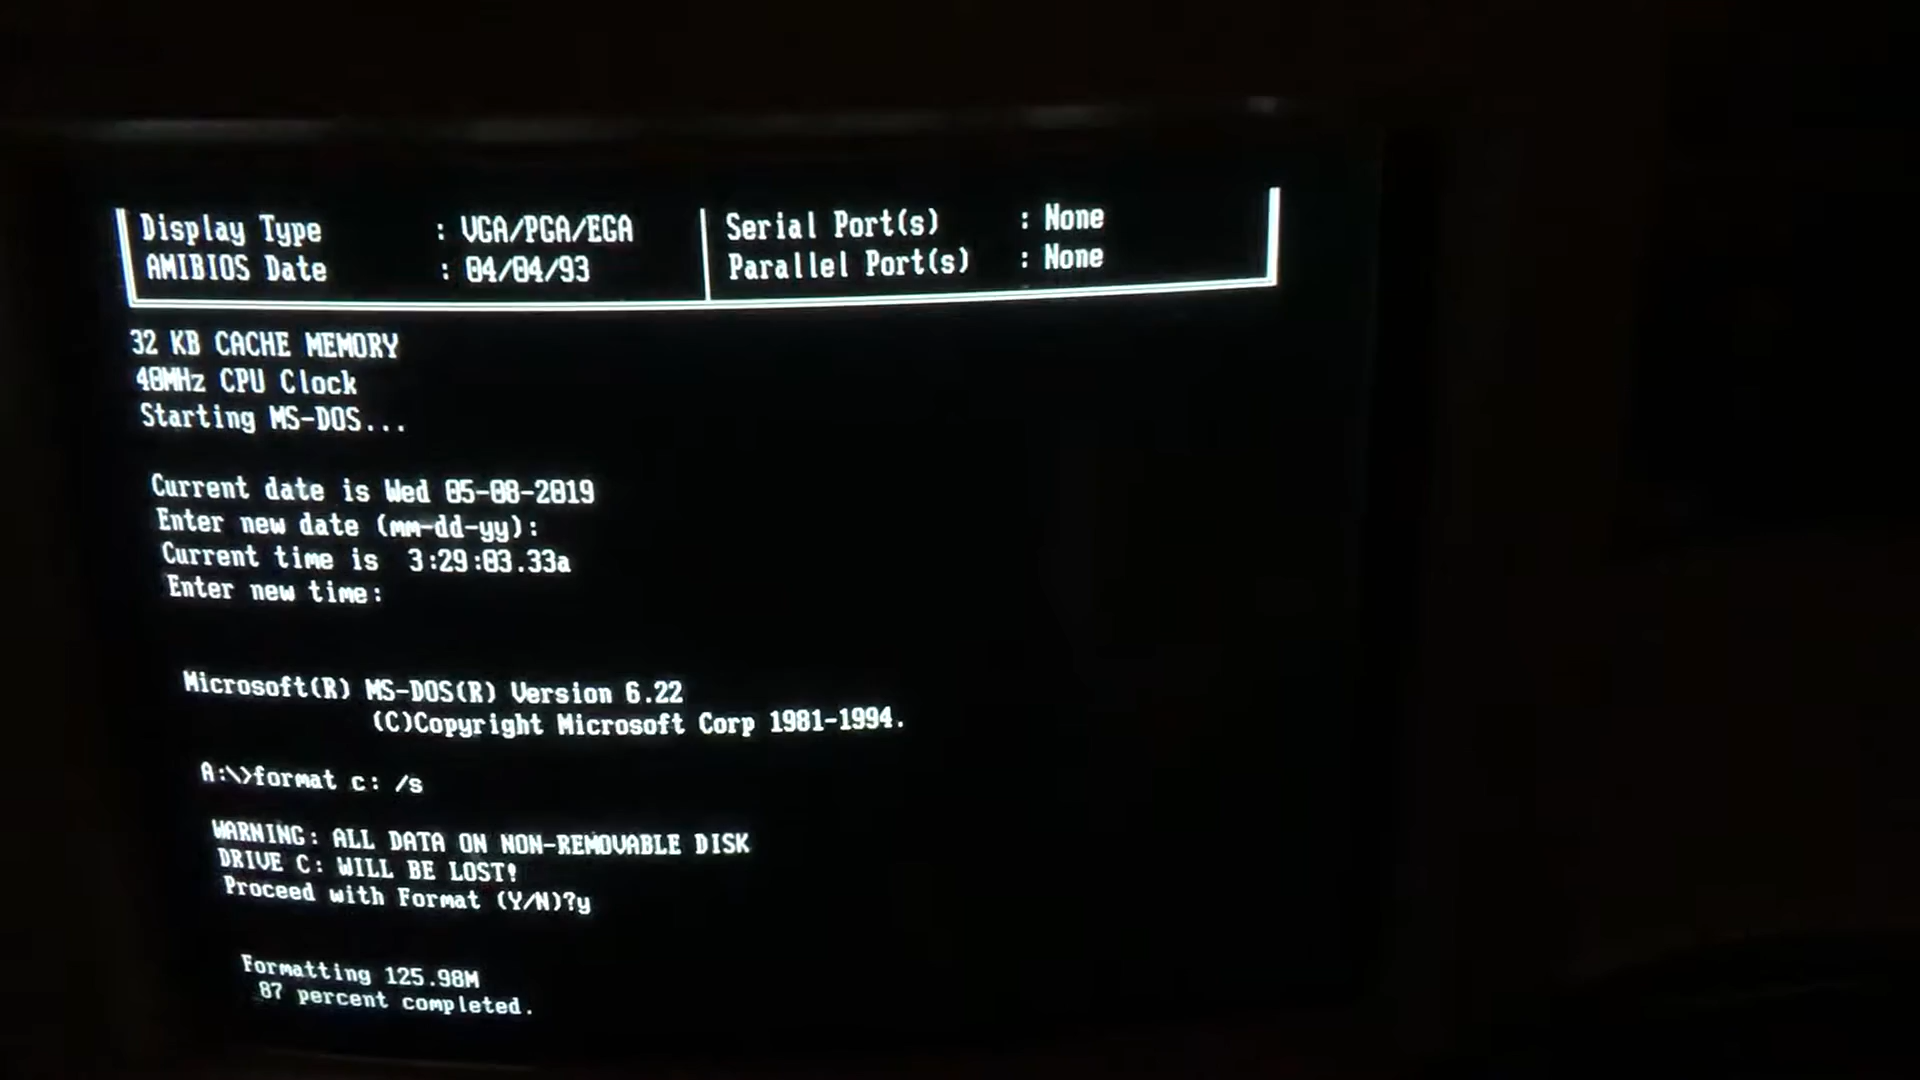 Display Type : VGA/PGA/EGA Serial Port(s) : None
AMIBIOS Date : 04/04/93 Parallel Port(s) : None
32 KB CACHE MEMORY
40MHz CPU Clock
Starting MS-DOS...
Current date is Wed 05-08-2019
Enter new date (mm-dd-yy):
Current time is 3:29:03.33a
Enter new time:
Microsoft(R) MS-DOS(R) Version 6.22
(C)Copyright Microsoft Corp 1981-1994.
A:\>format c: /s
WARNING: ALL DATA ON NON-REMOVABLE DISK
DRIVE C: WILL BE LOST!
Proceed with Format (Y/N)?y
Formatting 125.98M
87 percent completed.